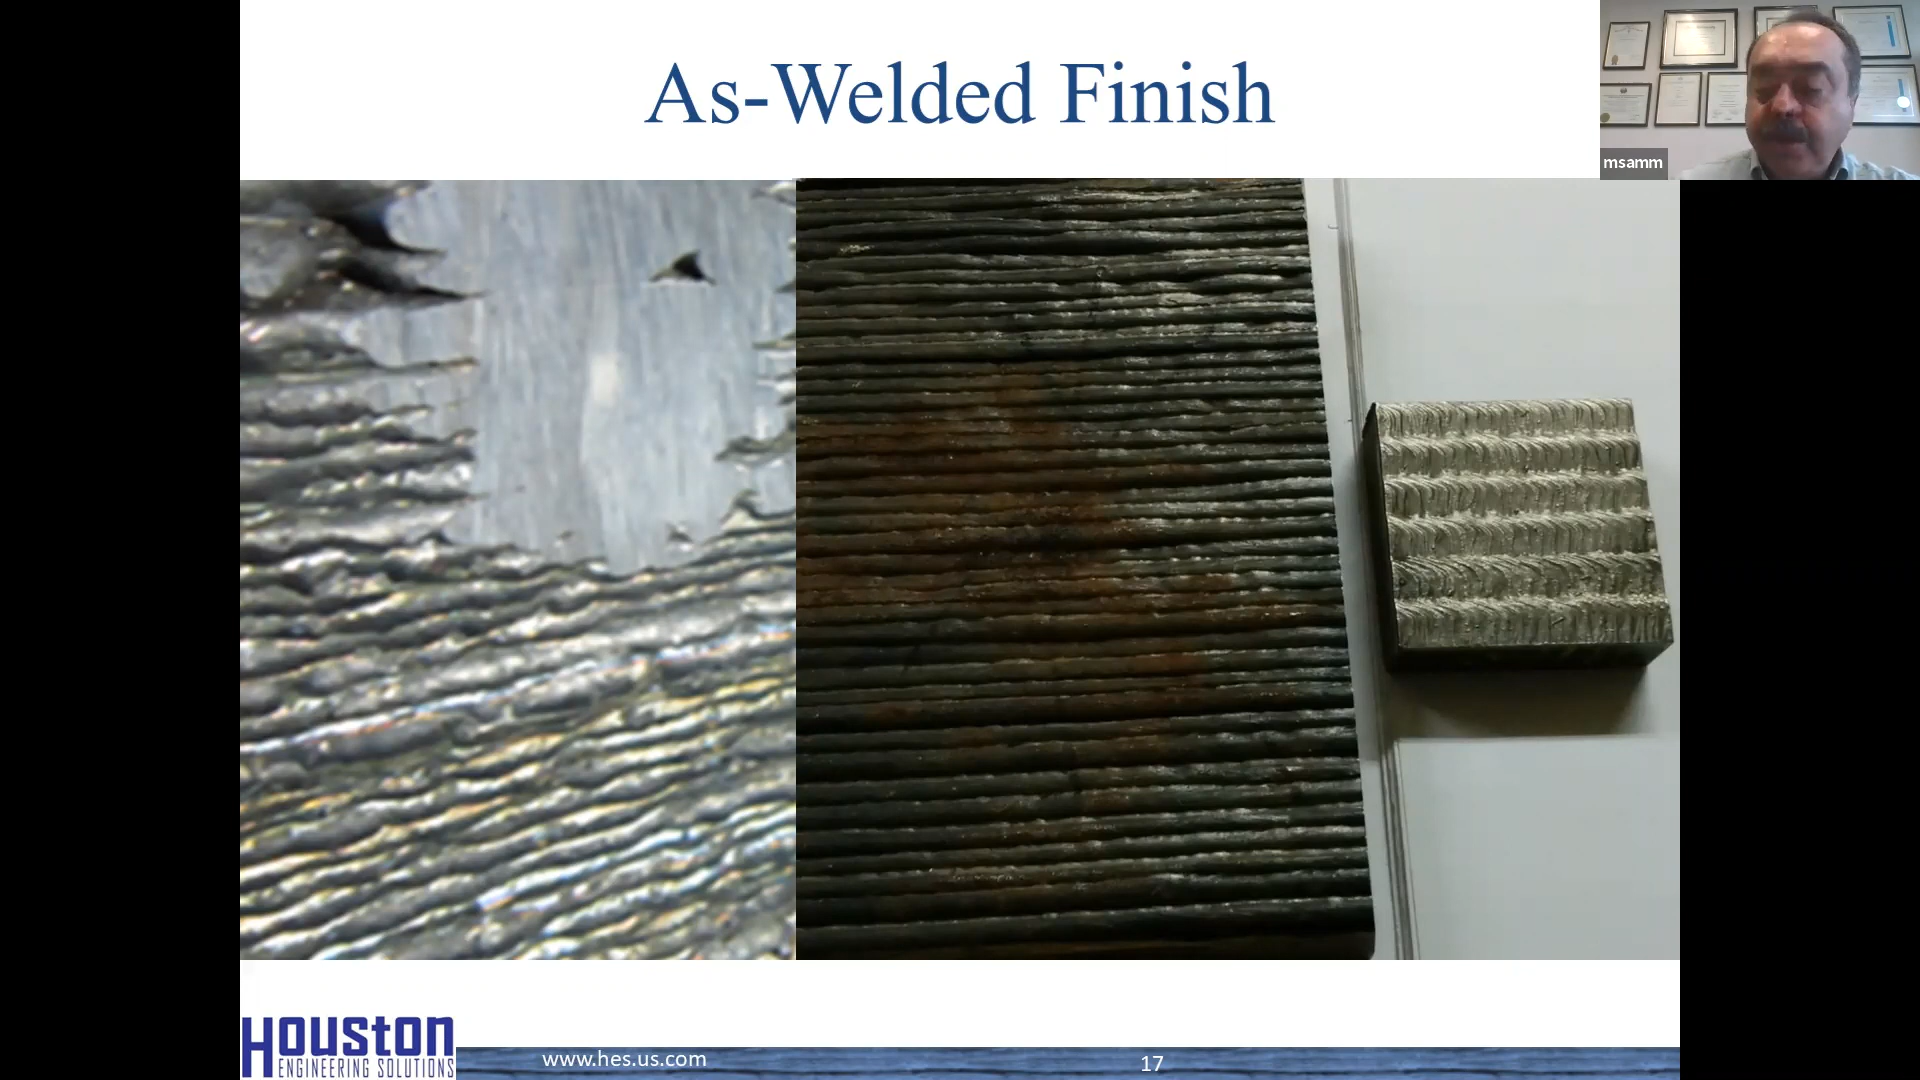 As-Welded Finish
msamm
Houston
ENGINEERING SOLUTIONS
www.hes.us.com
17